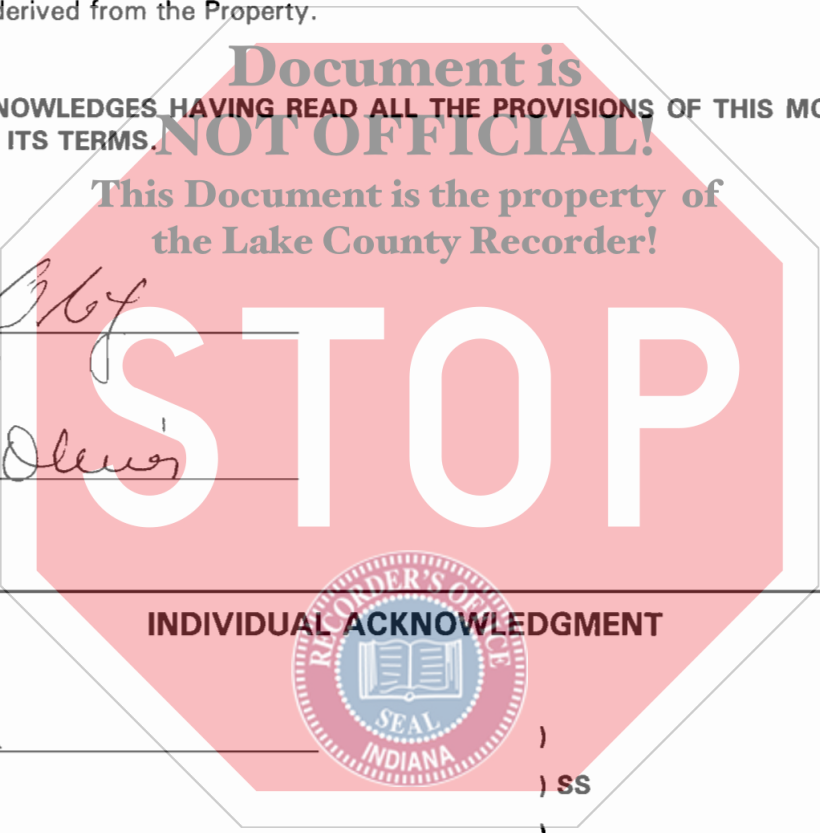 derived from the Property.
Document is
NOWLEDGES HAVING READ ALL THE PROVISIONS OF THIS MO
ITS TERMS.
NOT OFFICIAL!
This Document is the property of
the Lake County Recorder!
STOP
RECORDER'S OFFICE
INDIVIDUAL ACKNOWLEDGMENT
SEAL
INDIANA
)
) SS
)